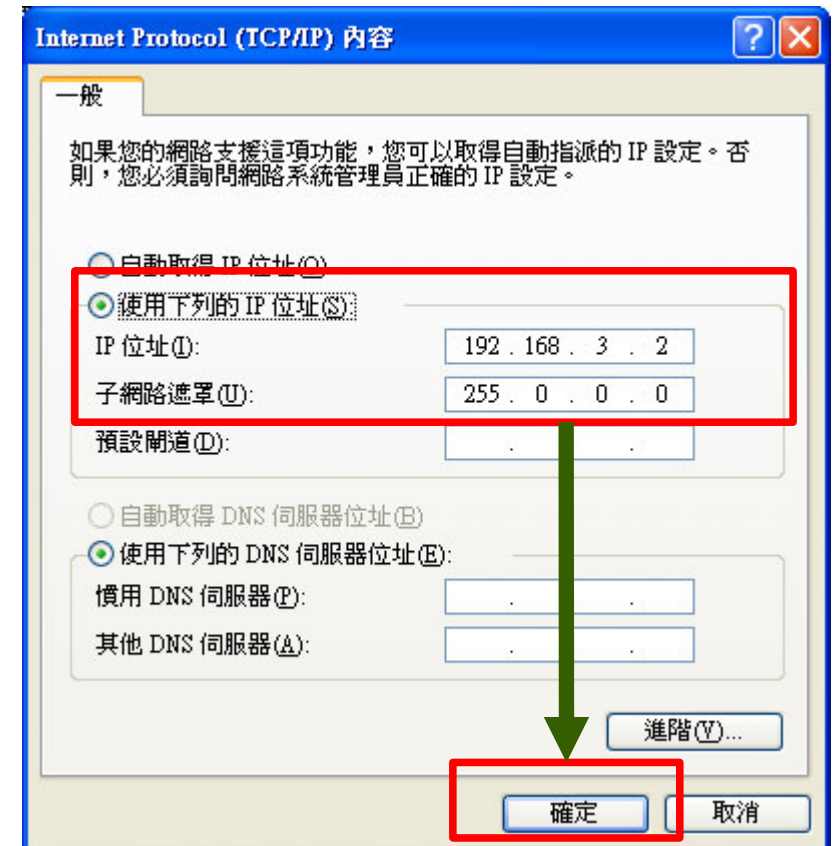 Internet Protocol (TCP/IP) 內容
一般
如果您的網路支援這項功能，您可以取得自動指派的 IP 設定。否
則，您必須詢問網路系統管理員正確的 IP 設定。
自動取得 IP 位址(O)
使用下列的 IP 位址(S):
IP 位址(I): 192 . 168 . 3 . 2
子網路遮罩(U): 255 . 0 . 0 . 0
預設閘道(D): . .
自動取得 DNS 伺服器位址(B)
使用下列的 DNS 伺服器位址(E):
慣用 DNS 伺服器(P): . .
其他 DNS 伺服器(A): . .
進階(V)...
確定 取消